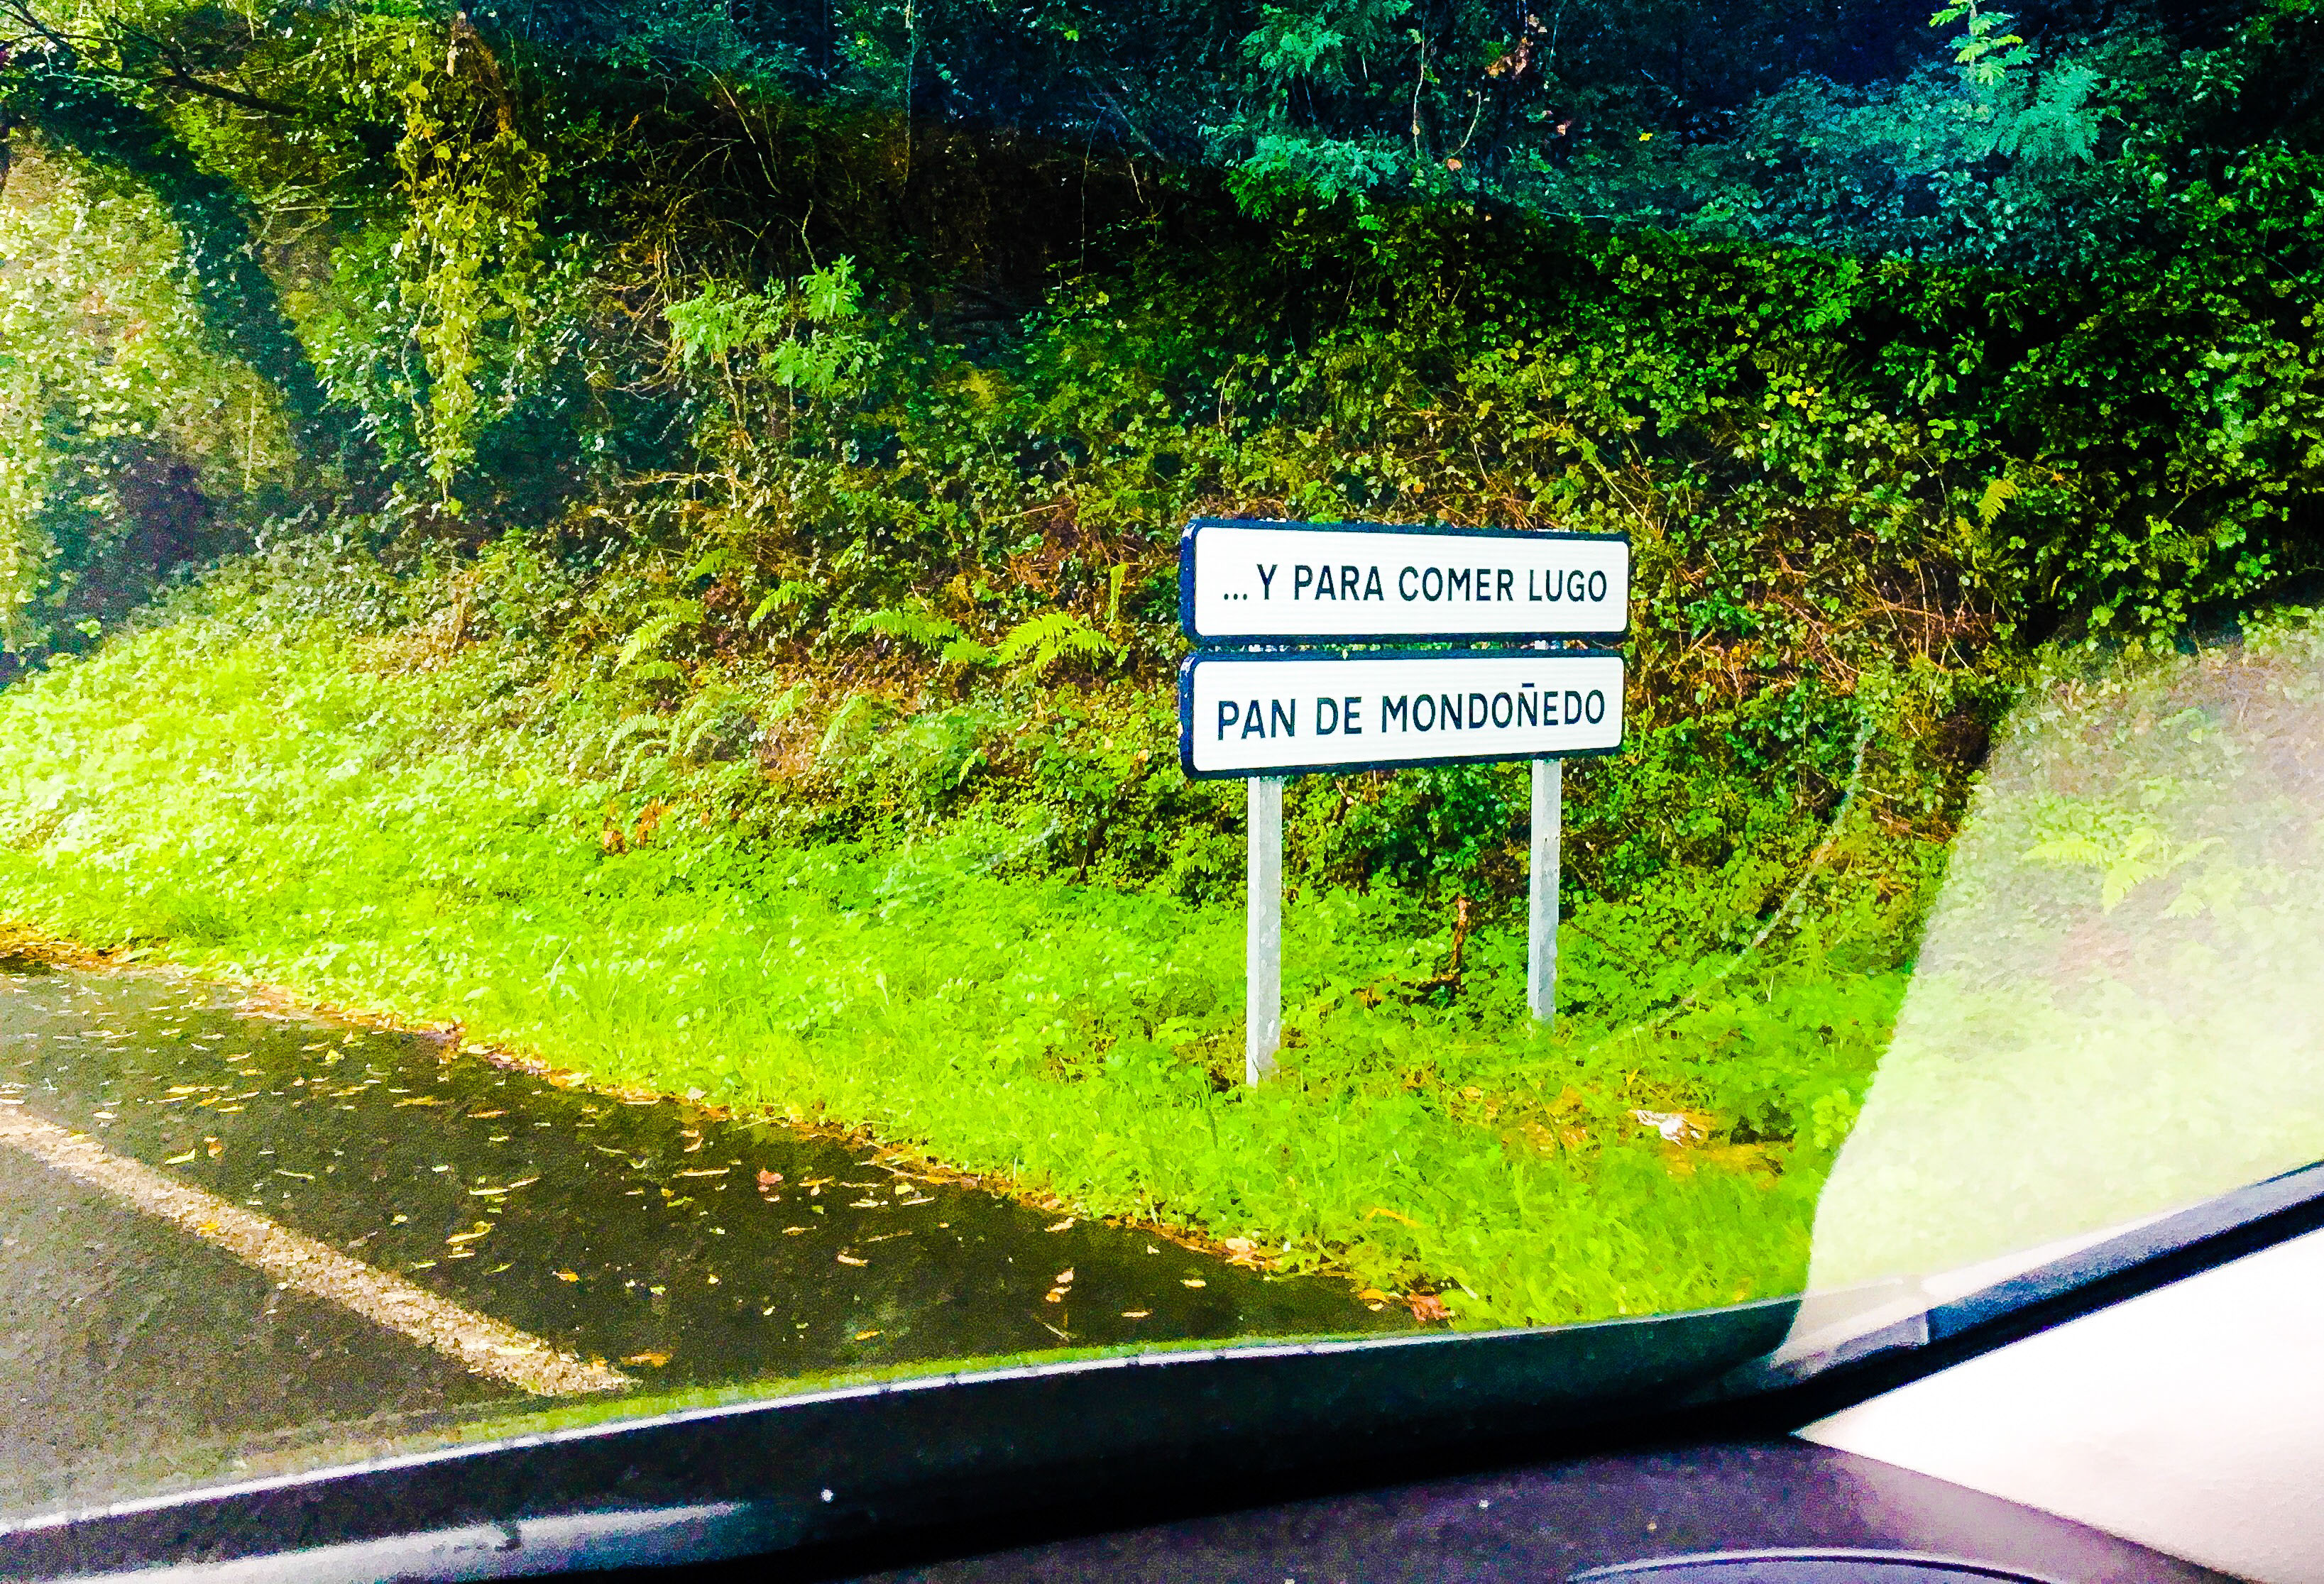 ...Y PARA COMER LUGO
PAN DE MONDOÑEDO